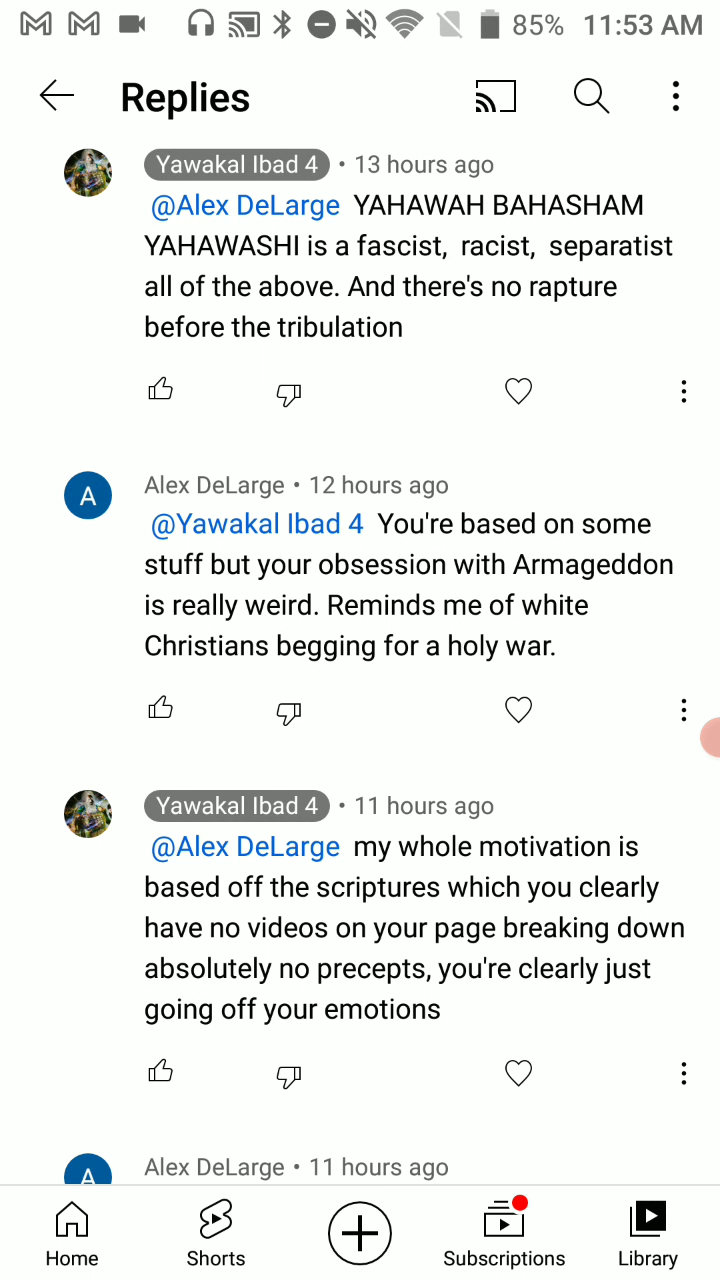 85% 11:53 AM
Replies
Yawakal Ibad 4 • 13 hours ago
@Alex DeLarge YAHAWAH BAHASHAM
YAHAWASHI is a fascist, racist, separatist
all of the above. And there's no rapture
before the tribulation
A
Alex DeLarge • 12 hours ago
@Yawakal Ibad 4 You're based on some
stuff but your obsession with Armageddon
is really weird. Reminds me of white
Christians begging for a holy war.
Yawakal Ibad 4 • 11 hours ago
@Alex DeLarge my whole motivation is
based off the scriptures which you clearly
have no videos on your page breaking down
absolutely no precepts, you're clearly just
going off your emotions
A
Alex DeLarge • 11 hours ago
Home Shorts Subscriptions Library